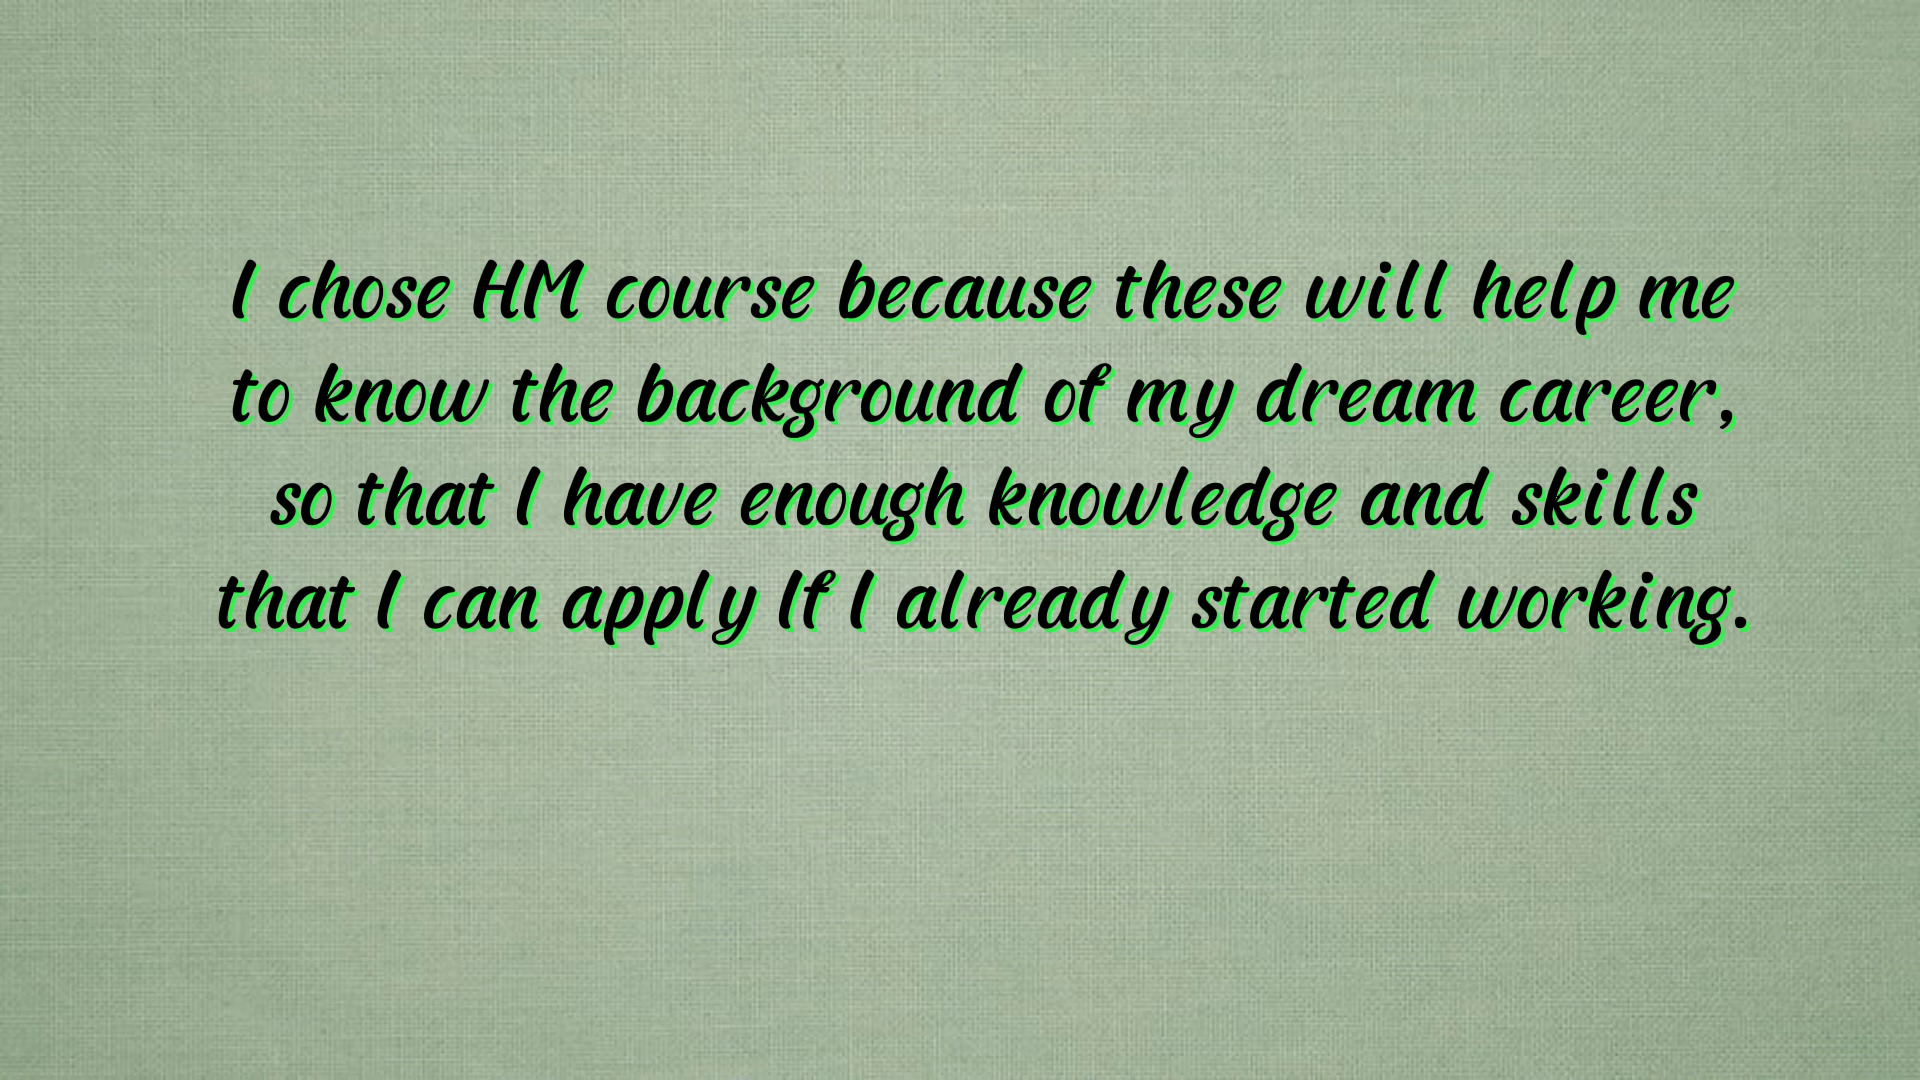 I chose HM course because these will help me
to know the background of my dream career,
so that I have enough knowledge and skills
that I can apply If I already started working.